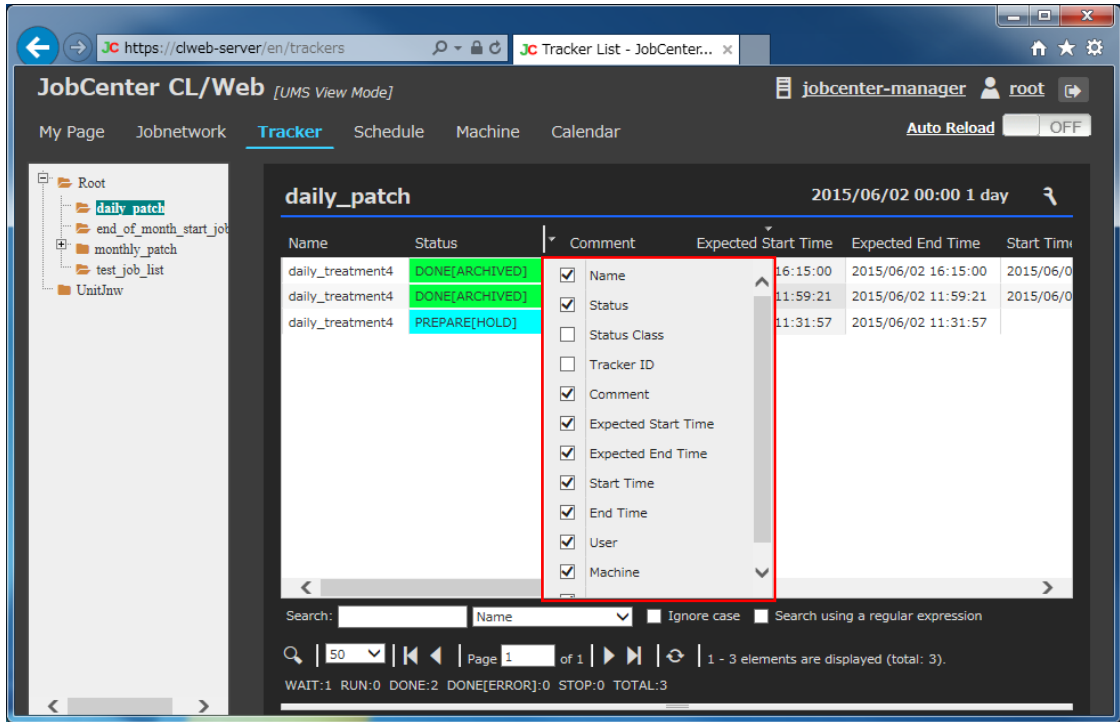 JC https://clweb-server/en/trackers
JC Tracker List - JobCenter...
JobCenter CL/Web [UMS View Mode]
jobcenter-manager root
My Page Jobnetwork Tracker Schedule Machine Calendar
Auto Reload OFF
Root
daily_patch
end_of_month_start_job
monthly_patch
test_job_list
UnitJnw
daily_patch
2015/06/02 00:00 1 day
Name Status Comment Expected Start Time Expected End Time Start Time
daily_treatment4 DONE[ARCHIVED] 16:15:00 2015/06/02 16:15:00 2015/06/0
daily_treatment4 DONE[ARCHIVED] 11:59:21 2015/06/02 11:59:21 2015/06/0
daily_treatment4 PREPARE[HOLD] 11:31:57 2015/06/02 11:31:57
Name
Status
Status Class
Tracker ID
Comment
Expected Start Time
Expected End Time
Start Time
End Time
User
Machine
Search: Name Ignore case Search using a regular expression
50 Page 1 of 1 1 - 3 elements are displayed (total: 3).
WAIT:1 RUN:0 DONE:2 DONE[ERROR]:0 STOP:0 TOTAL:3